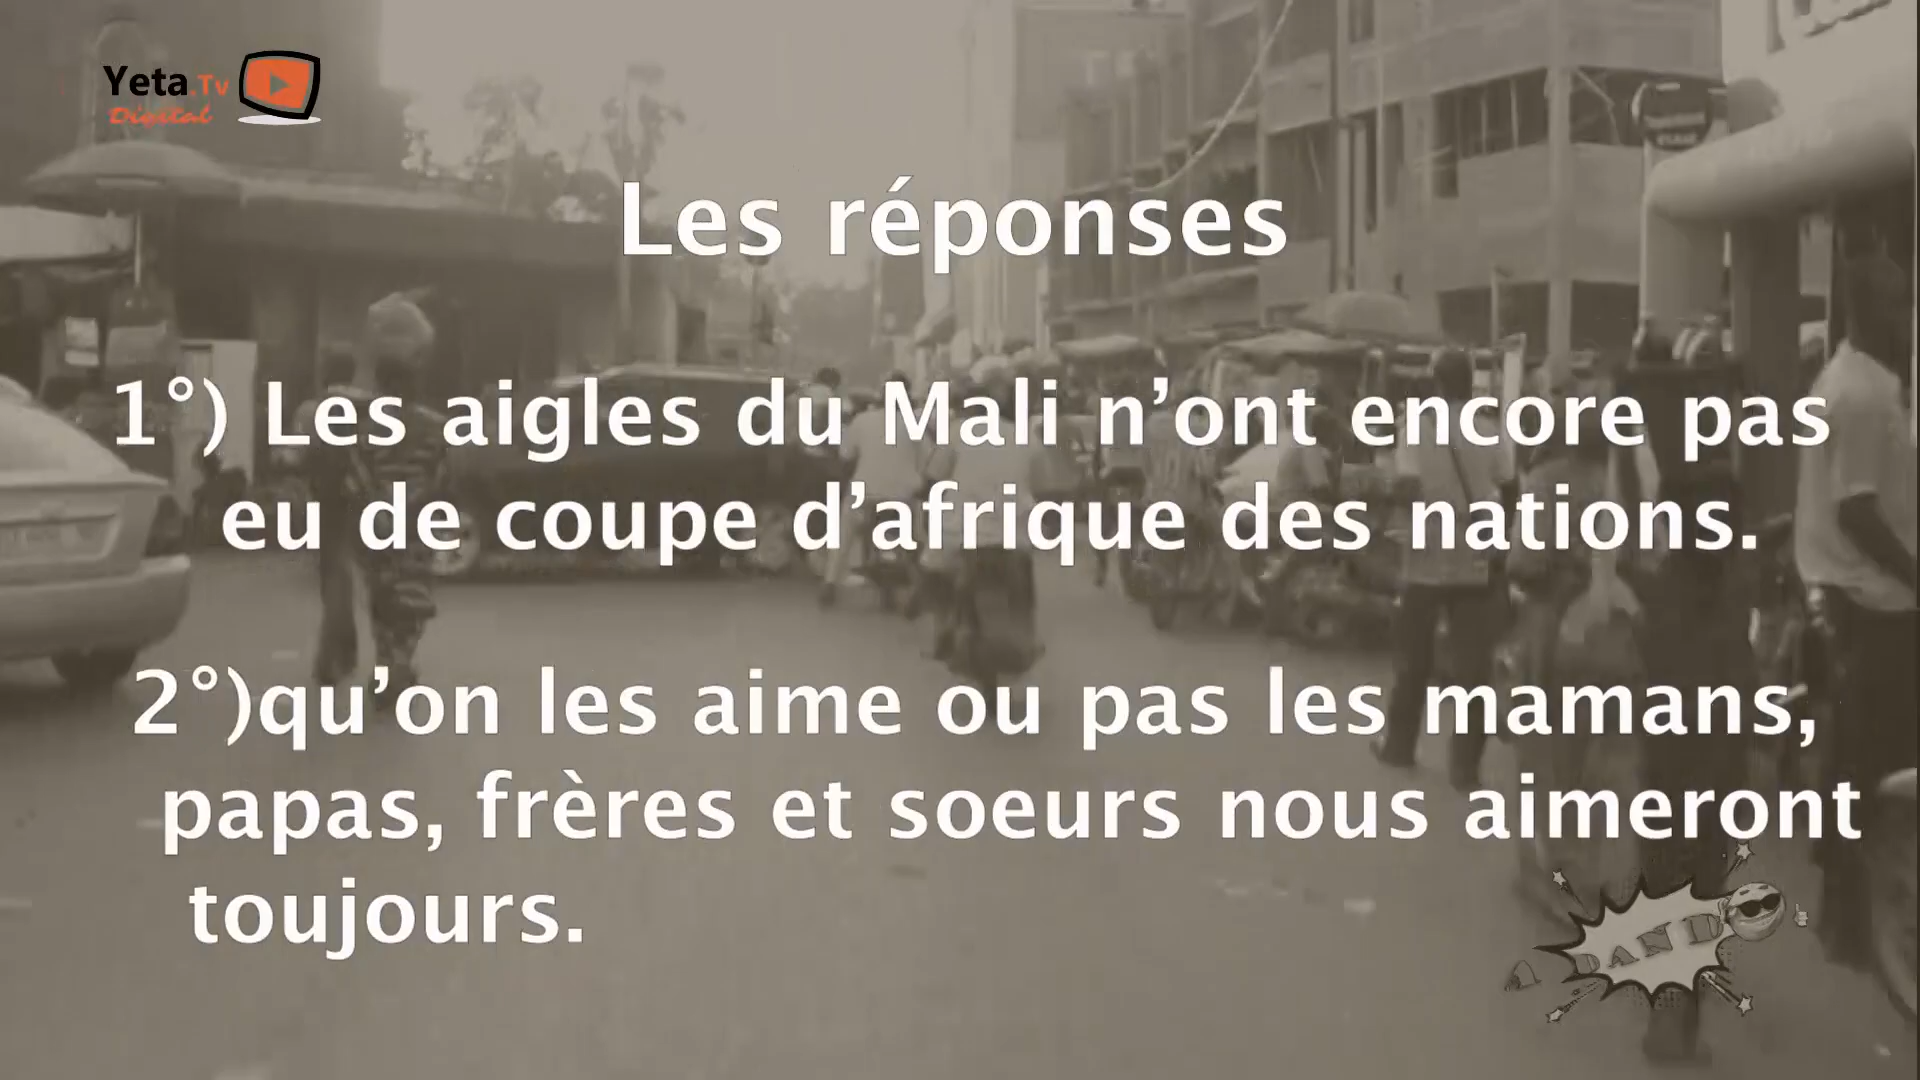 Yeta.Tv
Digital
Les réponses
1°) Les aigles du Mali n’ont encore pas
eu de coupe d’afrique des nations.
2°)qu’on les aime ou pas les mamans,
papas, frères et soeurs nous aimeront
toujours.